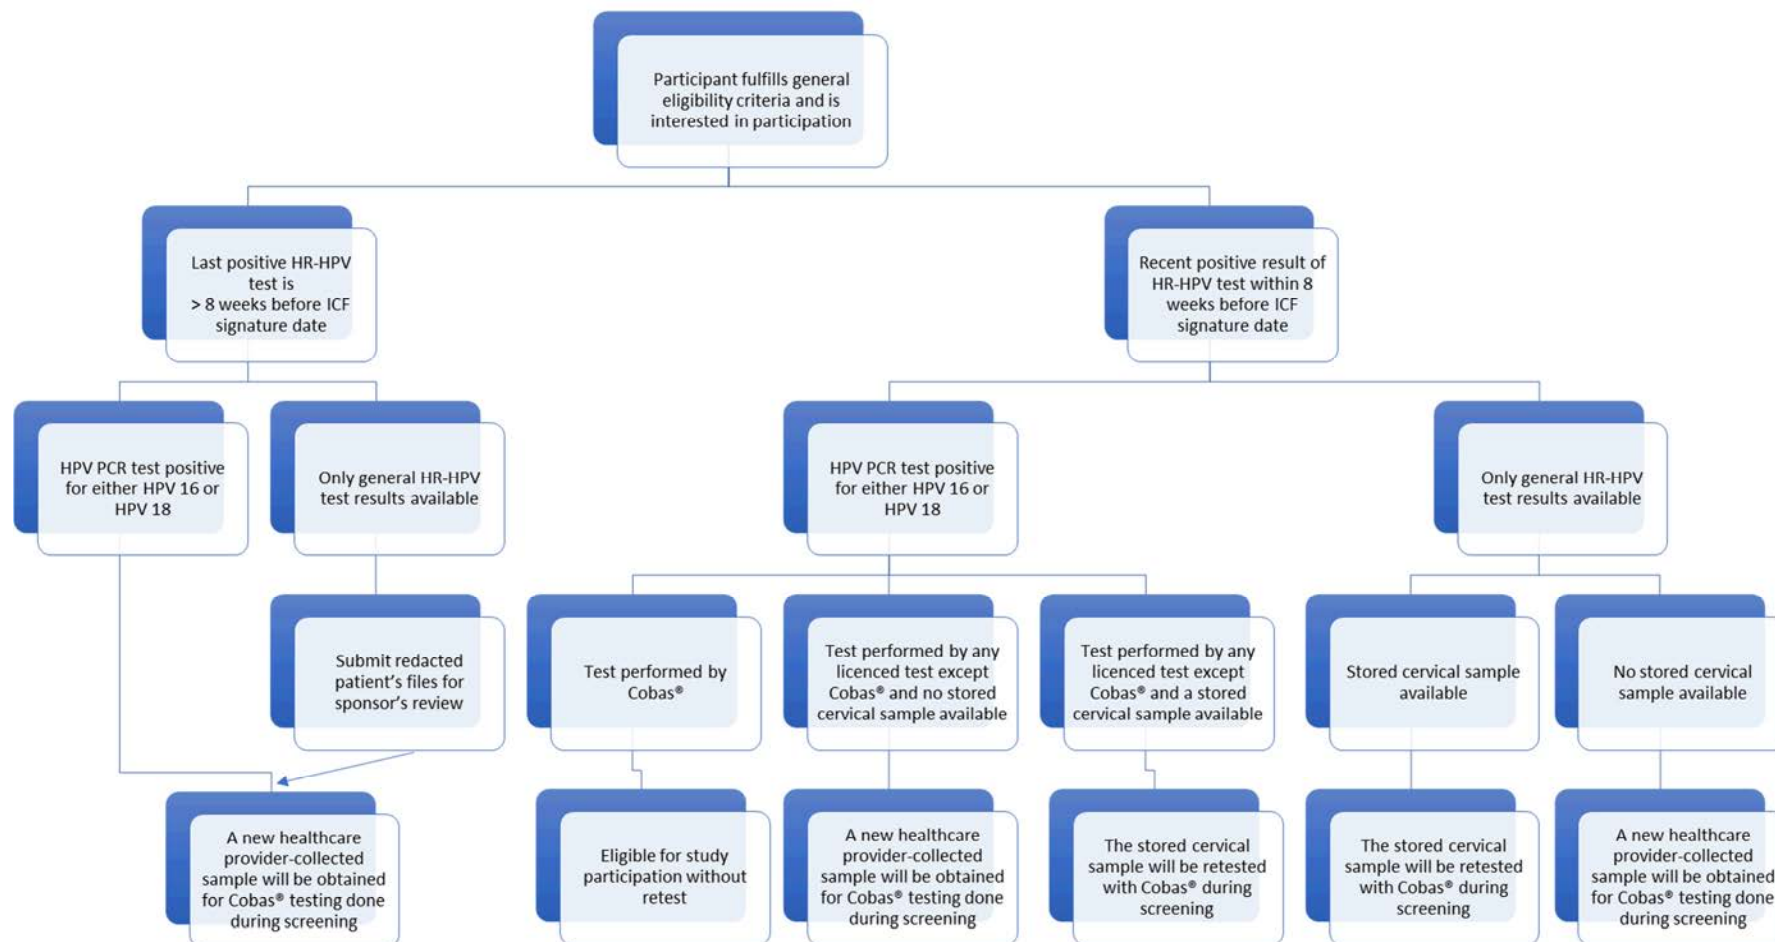 Participant fulfills general
eligibility criteria and is
interested in participation
Last positive HR-HPV
test is
> 8 weeks before ICF
signature date
Recent positive result of
HR-HPV test within 8
weeks before ICF
signature date
HPV PCR test positive
for either HPV 16 or
HPV 18
Only general HR-HPV
test results available
HPV PCR test positive
for either HPV 16 or
HPV 18
Only general HR-HPV
test results available
Submit redacted
patient's files for
sponsor's review
Test performed by
Cobas®
Test performed by any
licenced test except
Cobas® and no stored
cervical sample available
Test performed by any
licenced test except
Cobas® and a stored
cervical sample available
Stored cervical sample
available
No stored cervical
sample available
A new healthcare
provider-collected
sample will be obtained
for Cobas® testing done
during screening
Eligible for study
participation without
retest
A new healthcare
provider-collected
sample will be obtained
for Cobas® testing done
during screening
The stored cervical
sample will be retested
with Cobas® during
screening
The stored cervical
sample will be retested
with Cobas® during
screening
A new healthcare
provider-collected
sample will be obtained
for Cobas® testing done
during screening